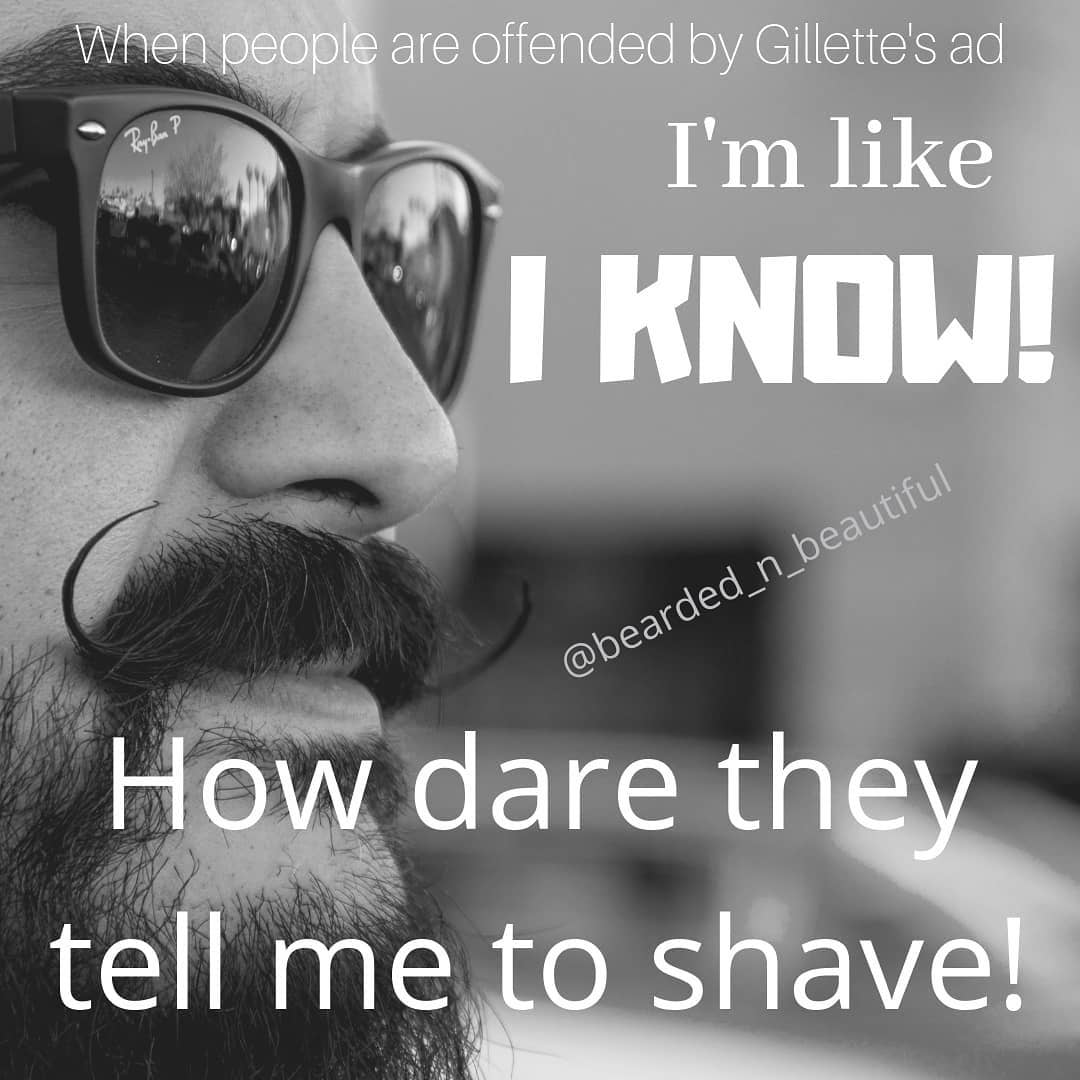 When people are offended by Gillette's ad
I'm like
I KNOW!
Ray-Ban P
@bearded_n_beautiful
How dare they
tell me to shave!